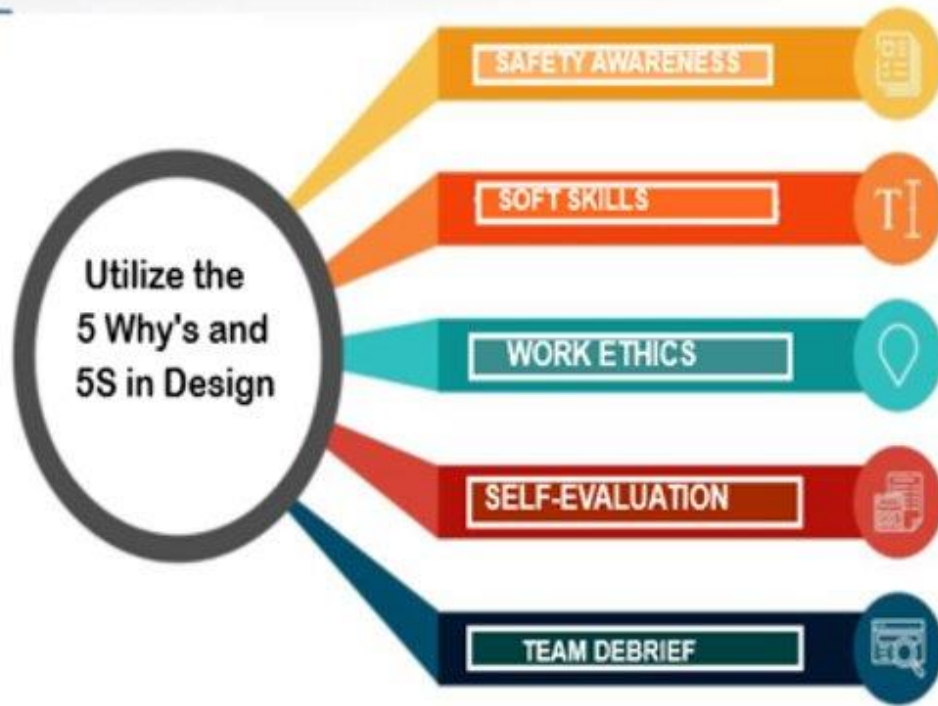 Utilize the
5 Why's and
5S in Design
SAFETY AWARENESS
SOFT SKILLS
WORK ETHICS
SELF-EVALUATION
TEAM DEBRIEF